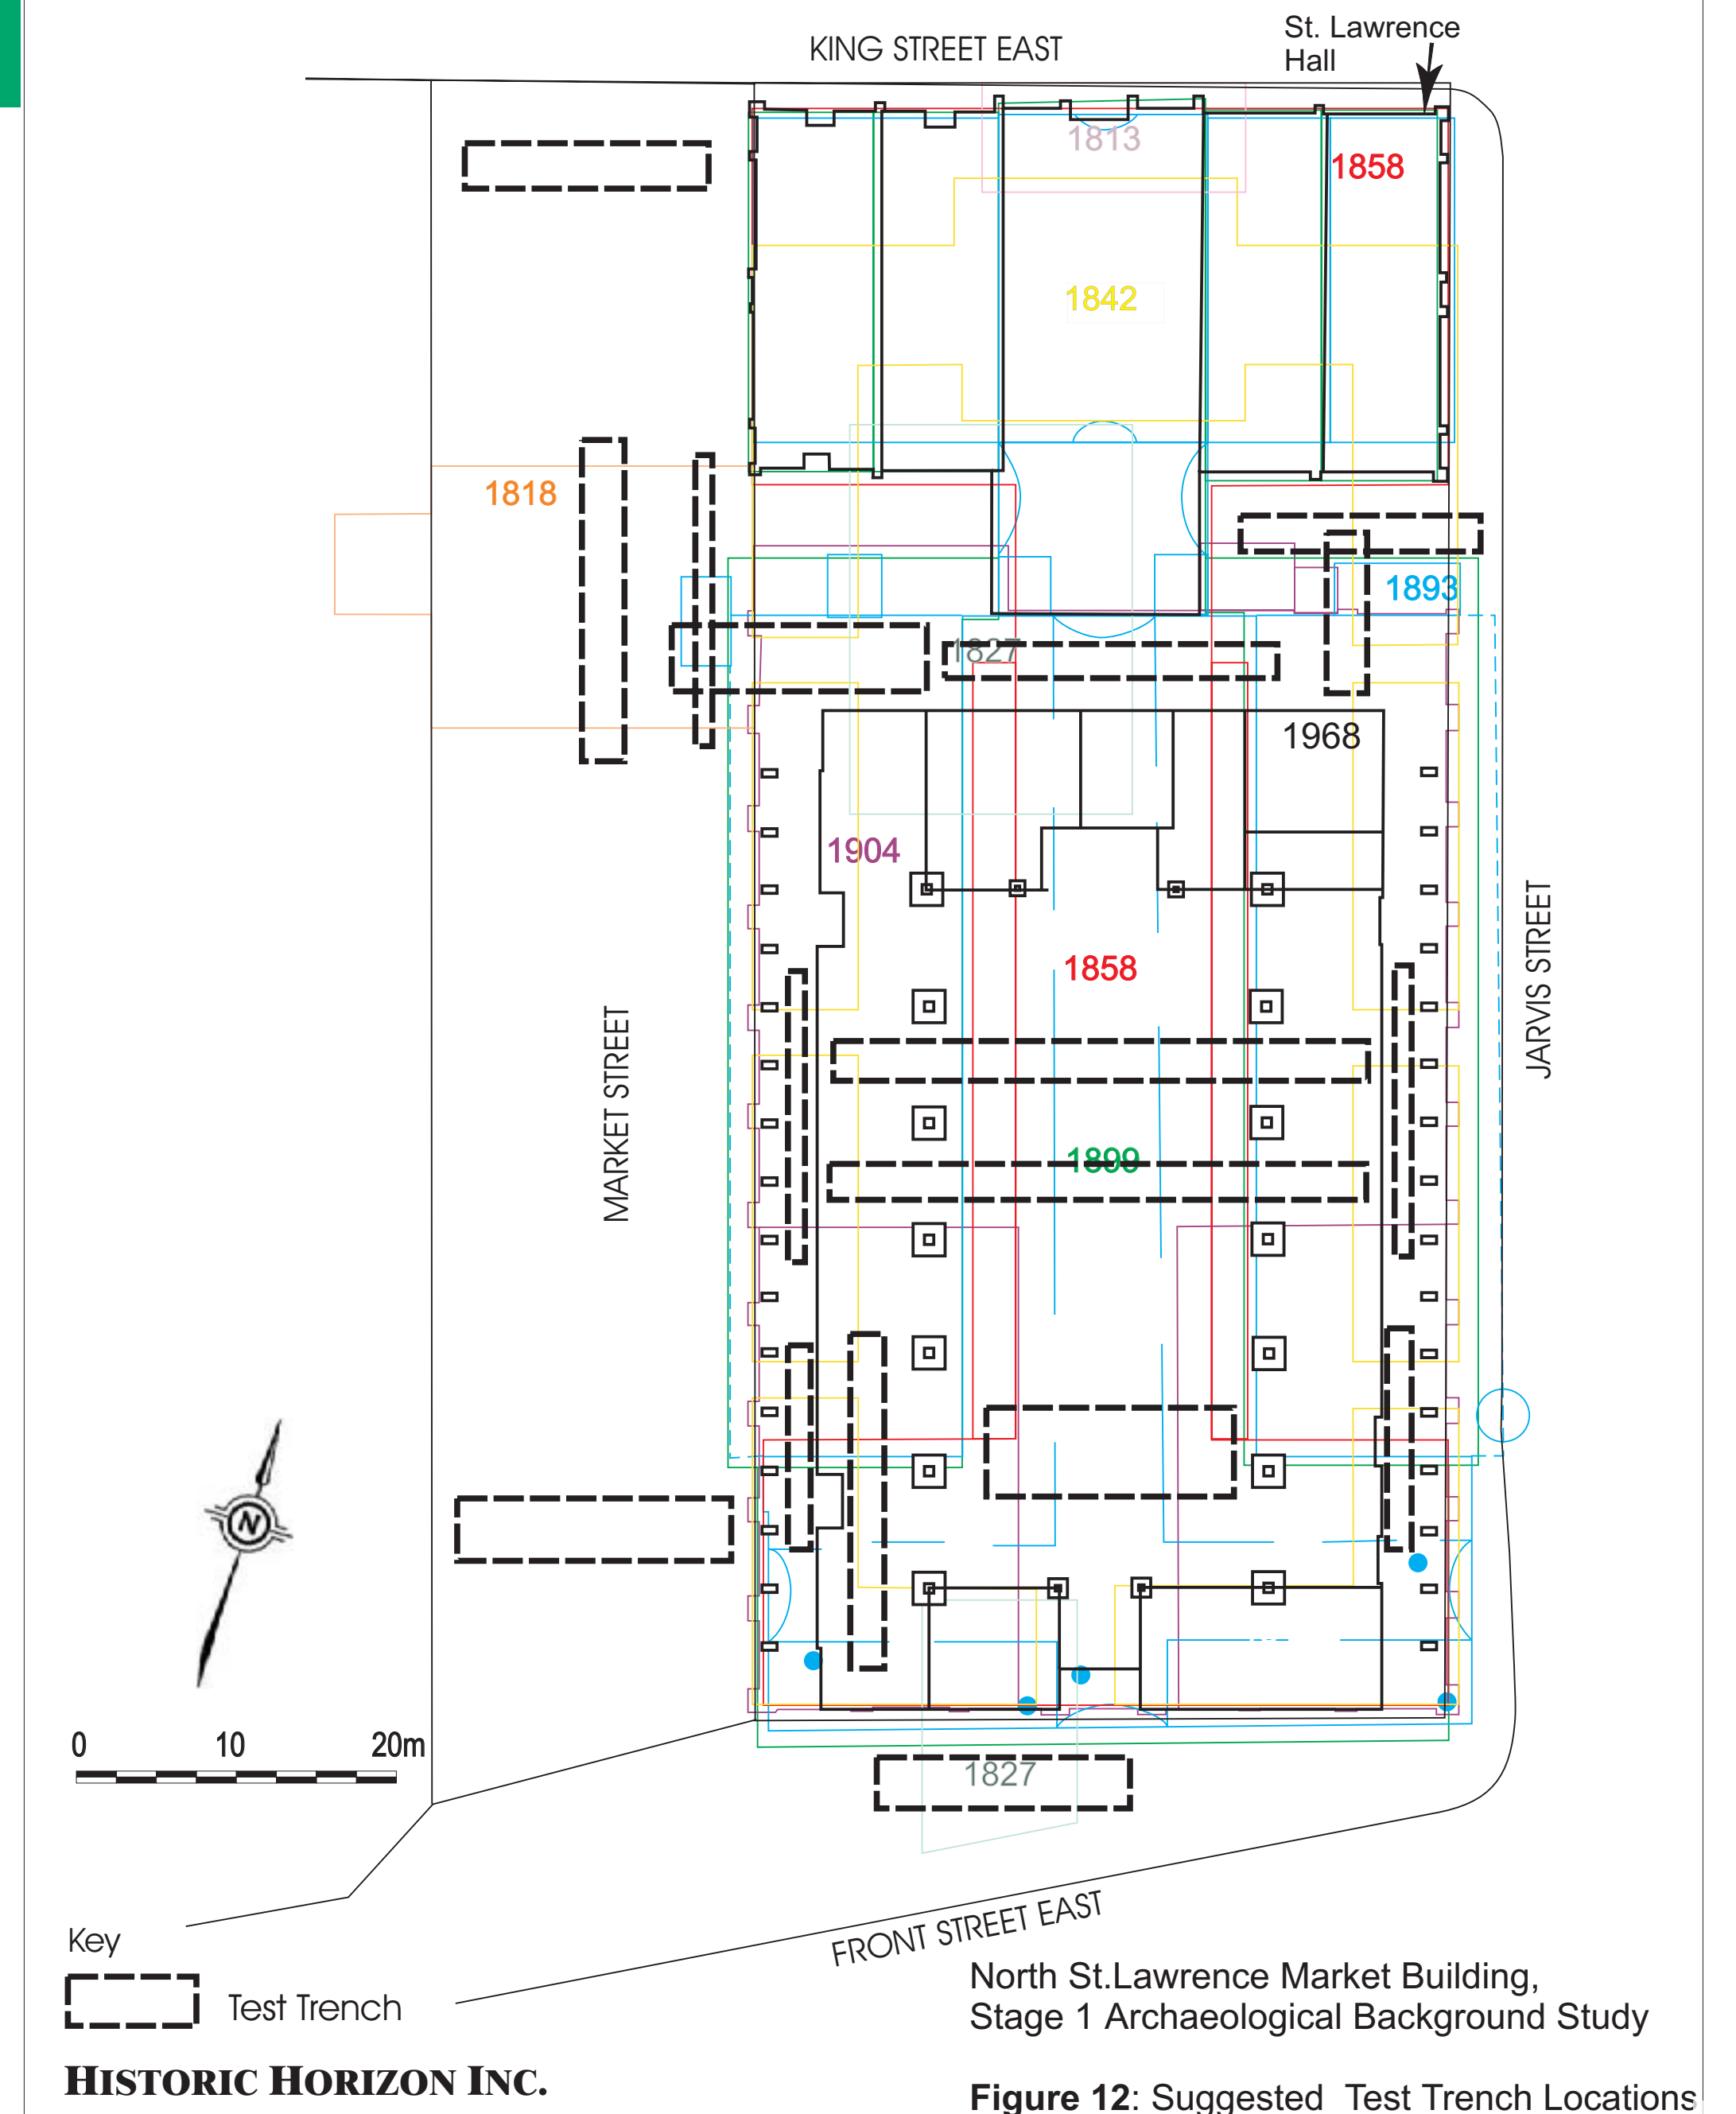 KING STREET EAST
St. Lawrence
Hall
1813
1858
1842
1818
1893
1827
1968
1904
1858
JARVIS STREET
MARKET STREET
1899
N
0 10 20m
1827
FRONT STREET EAST
Key
Test Trench
North St.Lawrence Market Building,
Stage 1 Archaeological Background Study
HISTORIC HORIZON INC.
Figure 12: Suggested Test Trench Locations